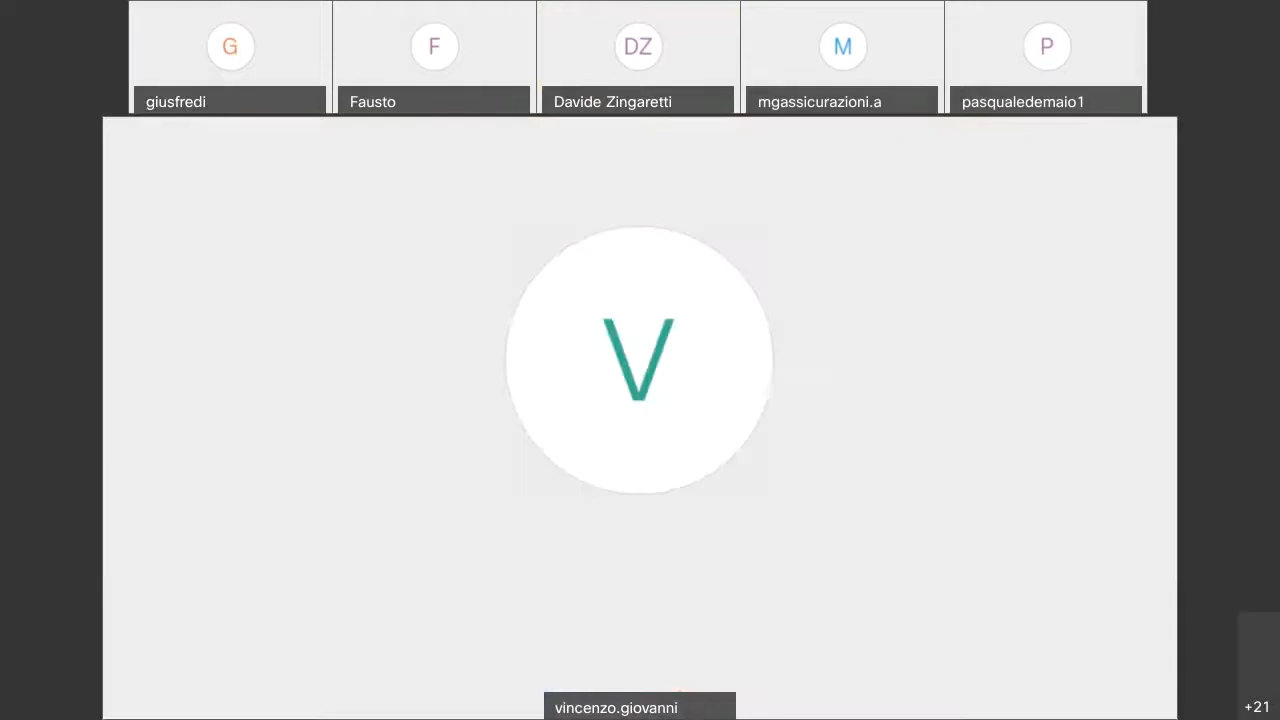 G
F
DZ
M
P
giusfredi
Fausto
Davide Zingaretti
mgassicurazioni.a
pasqualedemaio1
V
vincenzo.giovanni
+21